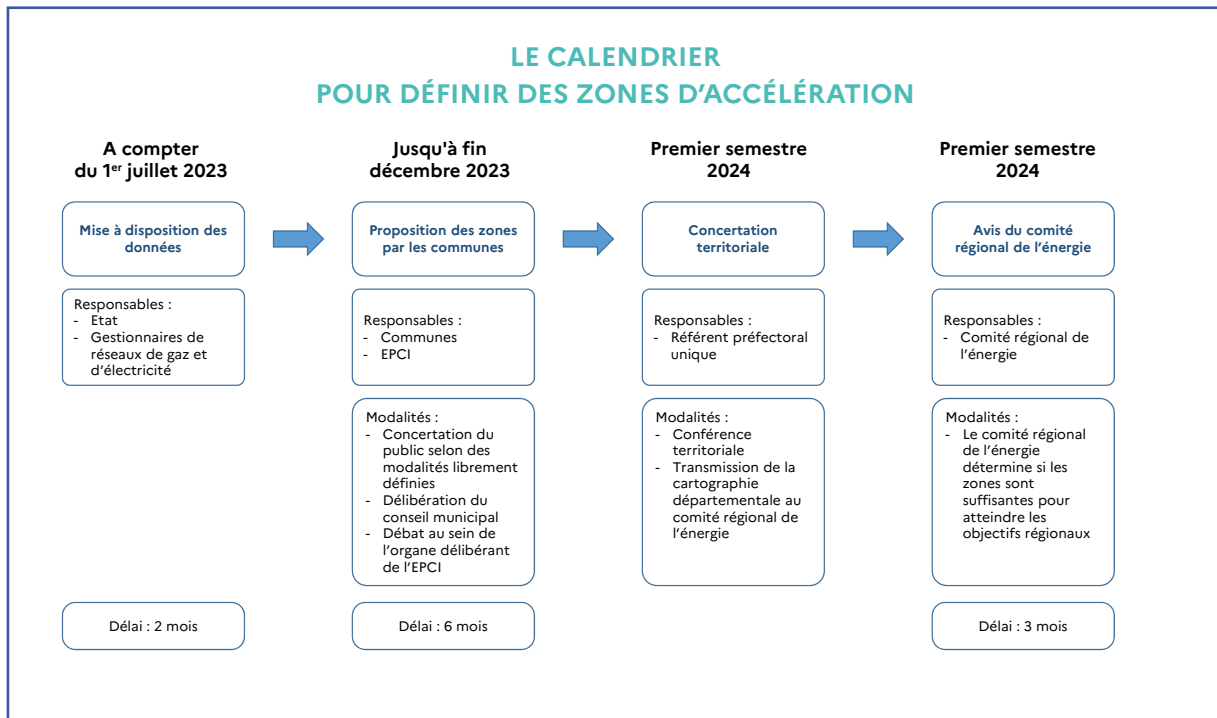 LE CALENDRIER
POUR DÉFINIR DES ZONES D’ACCÉLÉRATION
A compter
du 1er juillet 2023
Mise à disposition des
données
Responsables :
- Etat
- Gestionnaires de
réseaux de gaz et
d’électricité
Délai : 2 mois
Jusqu'à fin
décembre 2023
Proposition des zones
par les communes
Responsables :
- Communes
- EPCI
Modalités :
- Concertation du
public selon des
modalités librement
définies
- Délibération du
conseil municipal
- Débat au sein de
l’organe délibérant
de l’EPCI
Délai : 6 mois
Premier semestre
2024
Concertation
territoriale
Responsables :
- Référent préfectoral
unique
Modalités :
- Conférence
territoriale
- Transmission de la
cartographie
départementale au
comité régional de
l’énergie
Premier semestre
2024
Avis du comité
régional de l’énergie
Responsables :
- Comité régional de
l’énergie
Modalités :
- Le comité régional
de l’énergie
détermine si les
zones sont
suffisantes pour
atteindre les
objectifs régionaux
Délai : 3 mois